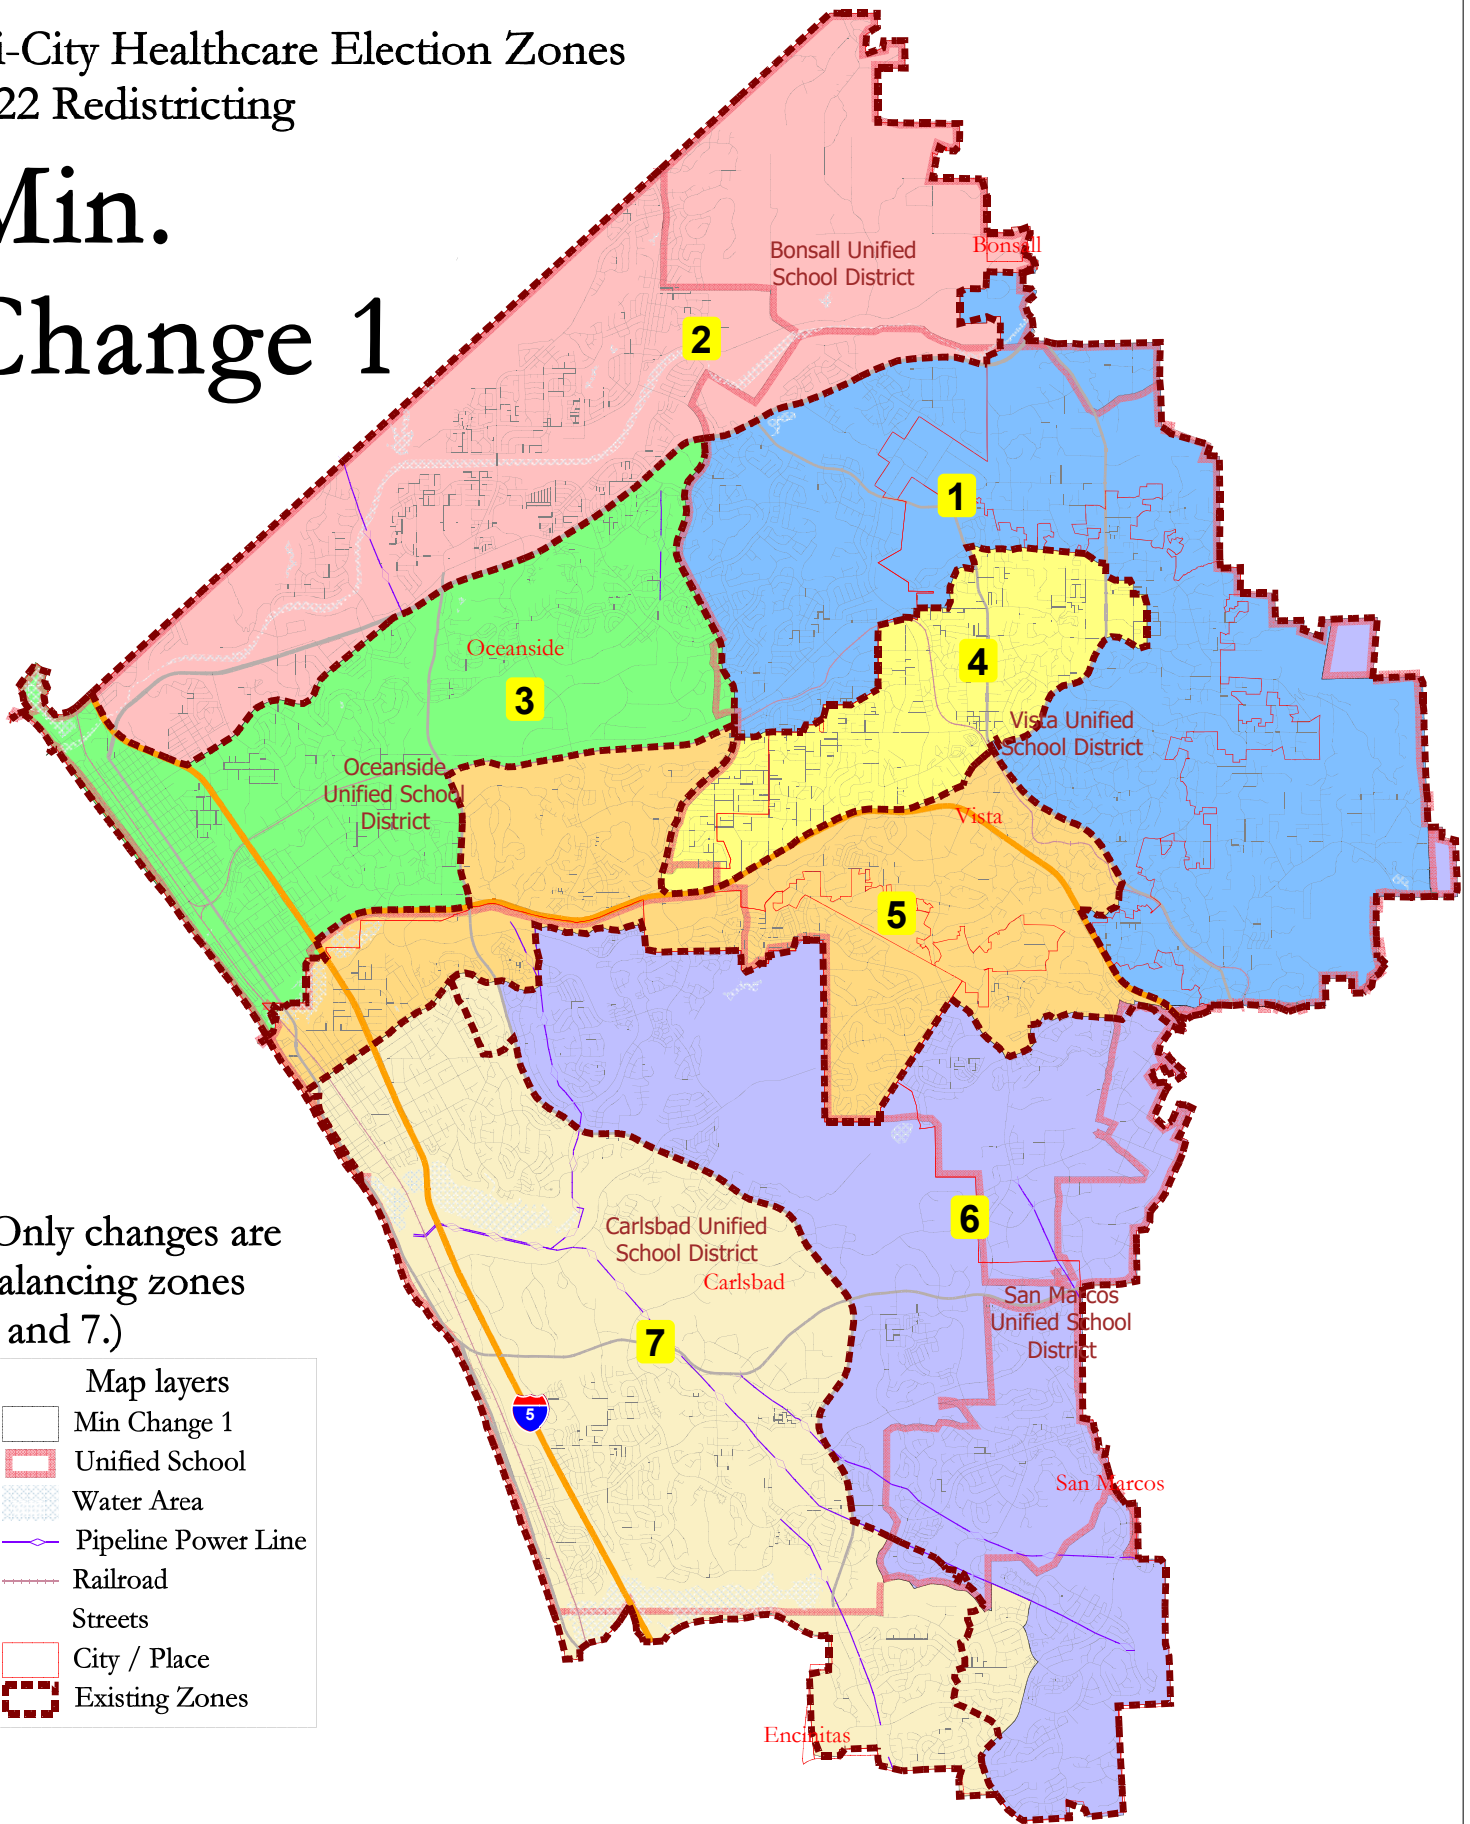 i-City Healthcare Election Zones
22 Redistricting
Min.
Change 1
Bonsall Unified
School District
Bonsall
2
1
Oceanside
3
4
Vista Unified
School District
Oceanside
Unified School
District
Vista
5
Carlsbad Unified
School District
Carlsbad
6
San Marcos
Unified School
District
7
5
San Marcos
Encinitas
Only changes are
alancing zones
and 7.)
Map layers
Min Change 1
Unified School
Water Area
Pipeline Power Line
Railroad
Streets
City / Place
Existing Zones